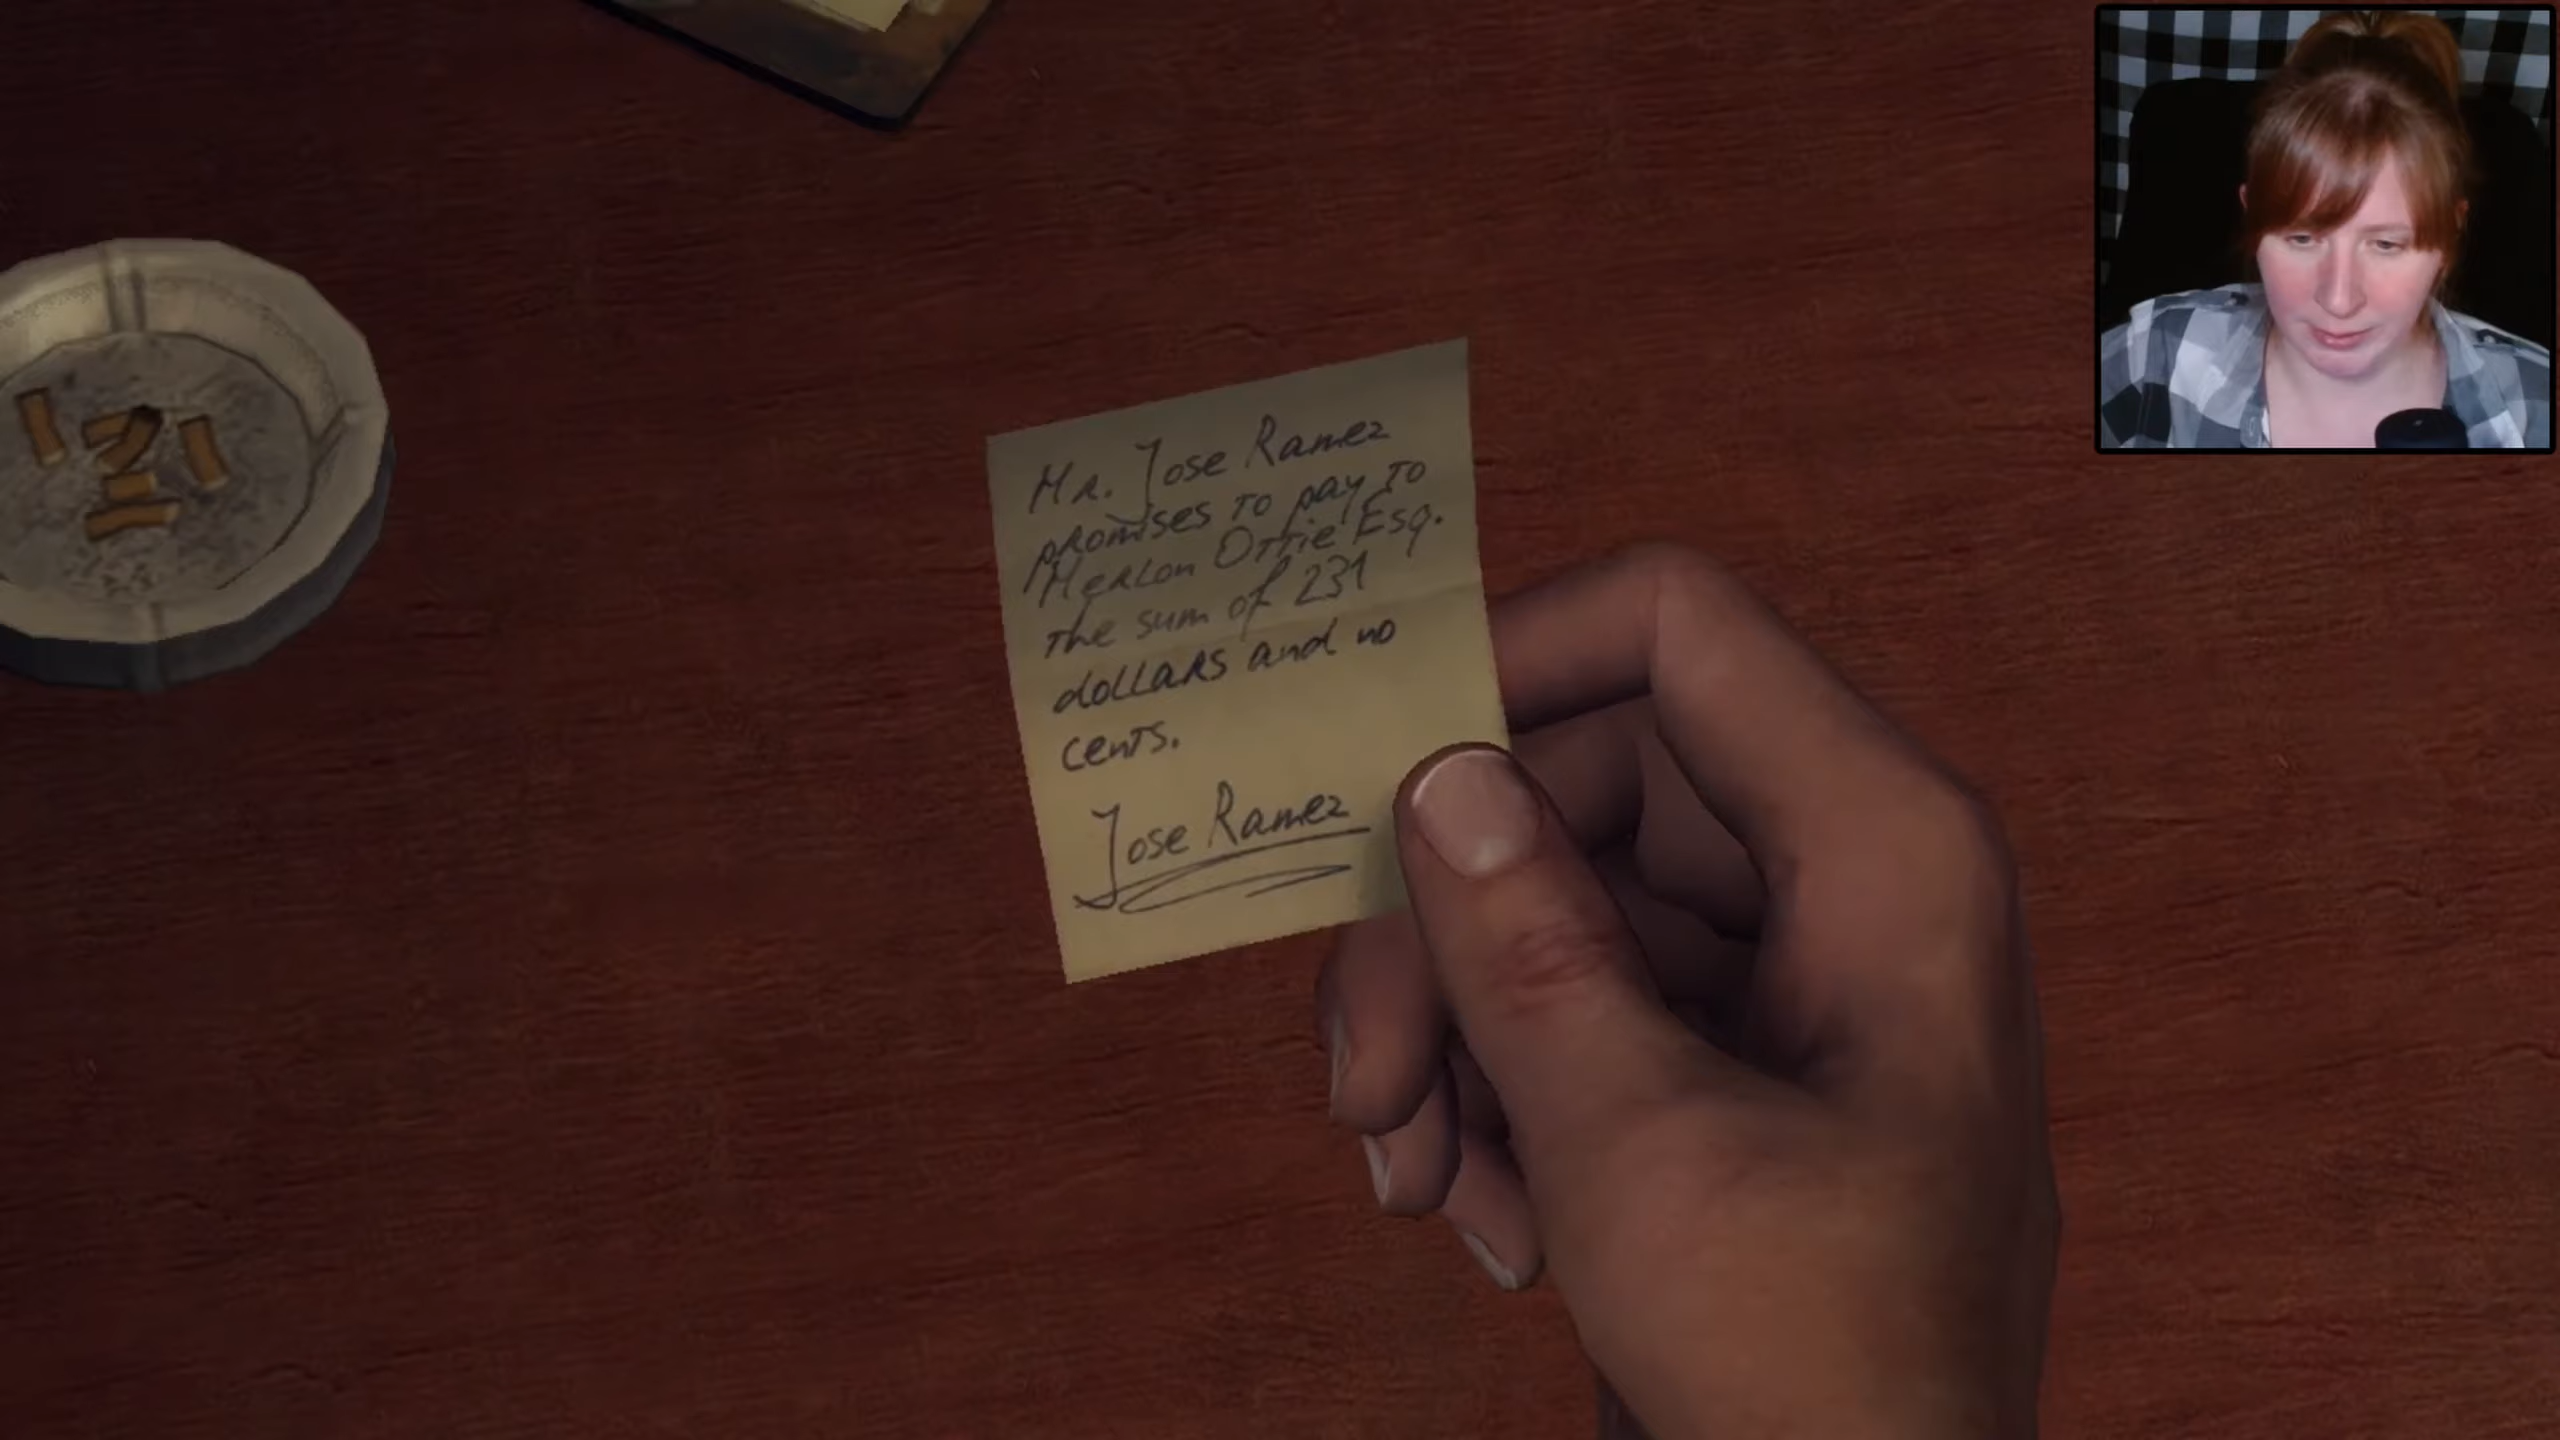 Mr. Jose Ramez
promises to pay to
Merlon Ottie Esq.
the sum of 231
dollars and no
cents.
Jose Ramez